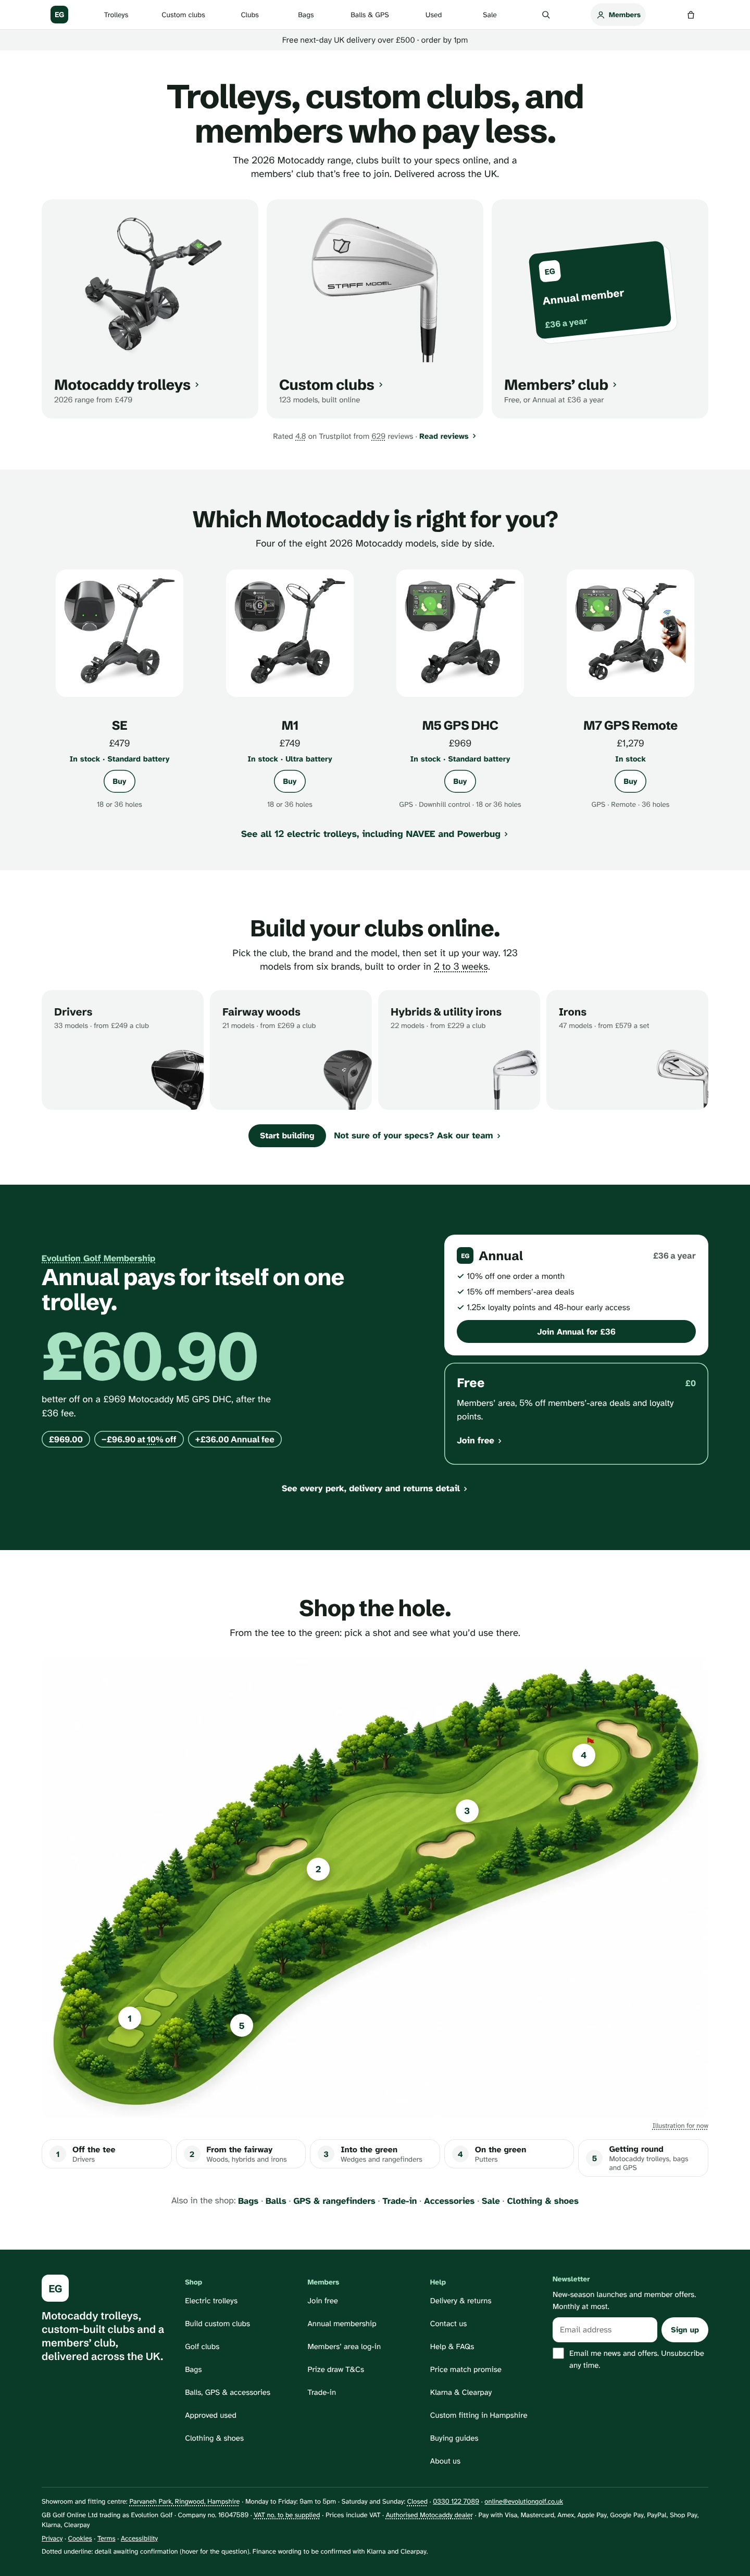 EG
Trolleys
Custom clubs
Clubs
Bags
Balls & GPS
Used
Sale
Members
Free next-day UK delivery over £500 · order by 1pm
Trolleys, custom clubs, and
members who pay less.
The 2026 Motocaddy range, clubs built to your specs online, and a
members' club that's free to join. Delivered across the UK.
STAFF MODEL
EG
Annual member
£36 a year
Motocaddy trolleys ›
2026 range from £479
Custom clubs ›
123 models, built online
Members' club ›
Free, or Annual at £36 a year
Rated 4.8 on Trustpilot from 629 reviews · Read reviews ›
Which Motocaddy is right for you?
Four of the eight 2026 Motocaddy models, side by side.
6
SE
£479
In stock · Standard battery
Buy
18 or 36 holes
M1
£749
In stock · Ultra battery
Buy
18 or 36 holes
M5 GPS DHC
£969
In stock · Standard battery
Buy
GPS · Downhill control · 18 or 36 holes
M7 GPS Remote
£1,279
In stock
Buy
GPS · Remote · 36 holes
See all 12 electric trolleys, including NAVEE and Powerbug ›
Build your clubs online.
Pick the club, the brand and the model, then set it up your way. 123
models from six brands, built to order in 2 to 3 weeks.
Drivers
33 models · from £249 a club
Fairway woods
21 models · from £269 a club
Hybrids & utility irons
22 models · from £229 a club
Irons
47 models · from £579 a set
Start building
Not sure of your specs? Ask our team ›
Evolution Golf Membership
Annual pays for itself on one
trolley.
£60.90
better off on a £969 Motocaddy M5 GPS DHC, after the
£36 fee.
£969.00
−£96.90 at 10% off
+£36.00 Annual fee
EG
Annual
£36 a year
✓ 10% off one order a month
✓ 15% off members'-area deals
✓ 1.25× loyalty points and 48-hour early access
Join Annual for £36
Free
£0
Members' area, 5% off members'-area deals and loyalty
points.
Join free ›
See every perk, delivery and returns detail ›
Shop the hole.
From the tee to the green: pick a shot and see what you'd use there.
4
3
2
1
5
Illustration for now
1
Off the tee
Drivers
2
From the fairway
Woods, hybrids and irons
3
Into the green
Wedges and rangefinders
4
On the green
Putters
5
Getting round
Motocaddy trolleys, bags
and GPS
Also in the shop: Bags · Balls · GPS & rangefinders · Trade-in · Accessories · Sale · Clothing & shoes
EG
Motocaddy trolleys,
custom-built clubs and a
members' club,
delivered across the UK.
Shop
Electric trolleys
Build custom clubs
Golf clubs
Bags
Balls, GPS & accessories
Approved used
Clothing & shoes
Members
Join free
Annual membership
Members' area log-in
Prize draw T&Cs
Trade-in
Help
Delivery & returns
Contact us
Help & FAQs
Price match promise
Klarna & Clearpay
Custom fitting in Hampshire
Buying guides
About us
Newsletter
New-season launches and member offers.
Monthly at most.
Email address
Sign up
Email me news and offers. Unsubscribe
any time.
Showroom and fitting centre: Parvaneh Park, Ringwood, Hampshire · Monday to Friday: 9am to 5pm · Saturday and Sunday: Closed · 0330 122 7089 · online@evolutiongolf.co.uk
GB Golf Online Ltd trading as Evolution Golf · Company no. 16047589 · VAT no. to be supplied · Prices include VAT · Authorised Motocaddy dealer · Pay with Visa, Mastercard, Amex, Apple Pay, Google Pay, PayPal, Shop Pay,
Klarna, Clearpay
Privacy · Cookies · Terms · Accessibility
Dotted underline: detail awaiting confirmation (hover for the question). Finance wording to be confirmed with Klarna and Clearpay.